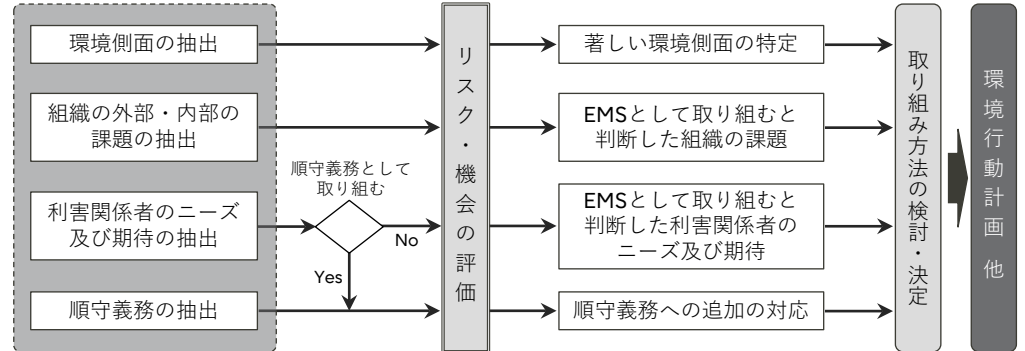 環境側面の抽出
組織の外部・内部の
課題の抽出
利害関係者のニーズ
及び期待の抽出
順守義務の抽出
順守義務として
取り組む
No
Yes
リスク・機会の評価
著しい環境側面の特定
EMSとして取り組むと
判断した組織の課題
EMSとして取り組むと
判断した利害関係者の
ニーズ及び期待
順守義務への追加の対応
取り組み方法の検討・決定
環境行動計画 他